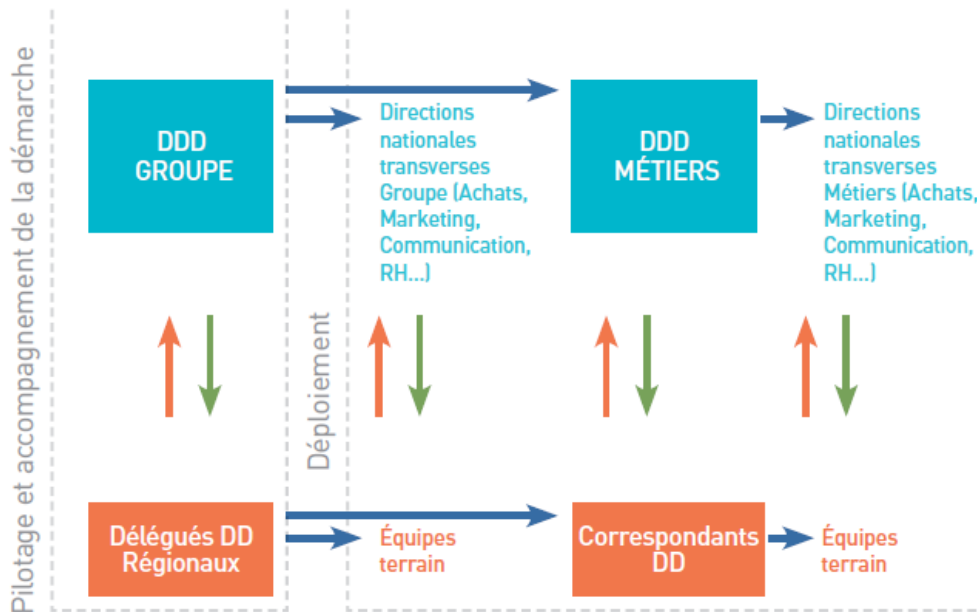 Pilotage et accompagnement de la démarche
DDD
GROUPE
Directions
nationales
transverses
Groupe (Achats,
Marketing,
Communication,
RH...)
DDD
MÉTIERS
Directions
nationales
transverses
Métiers (Achats,
Marketing,
Communication,
RH...)
Déploiement
Délégués DD
Régionaux
Équipes
terrain
Correspondants
DD
Équipes
terrain